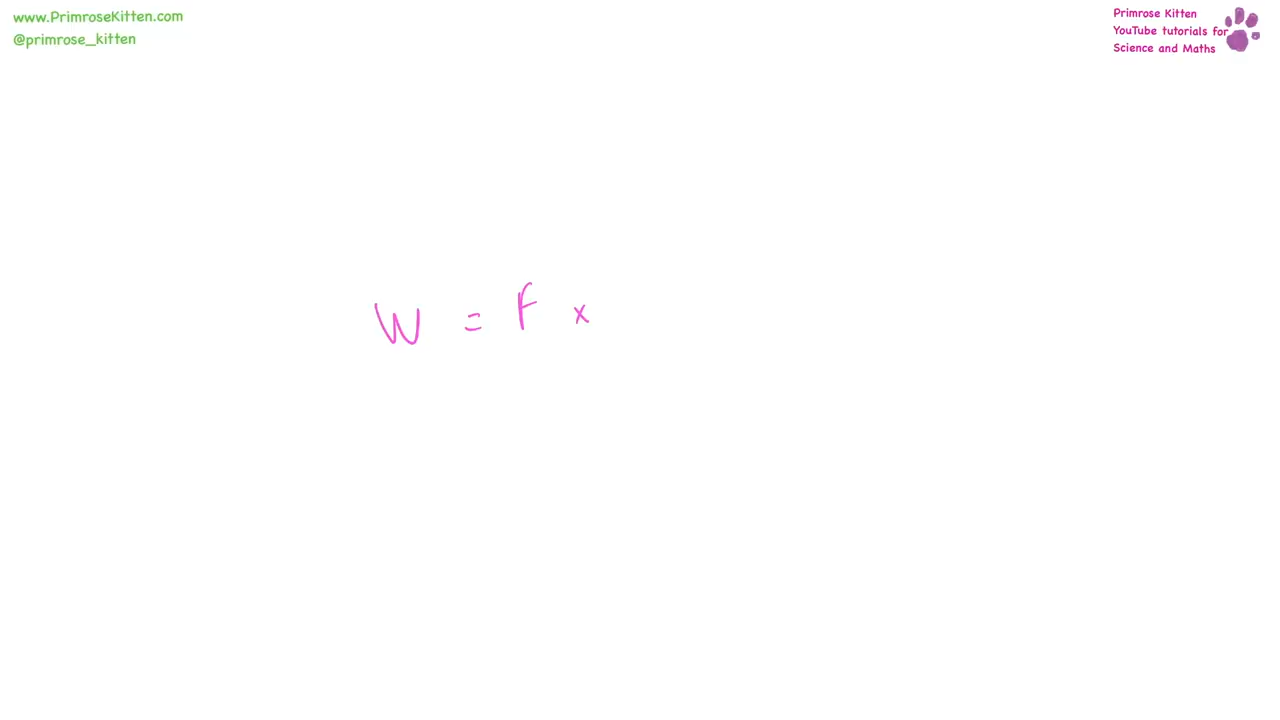 www.PrimroseKitten.com
@primrose_kitten
Primrose Kitten
YouTube tutorials for
Science and Maths
W = F ×